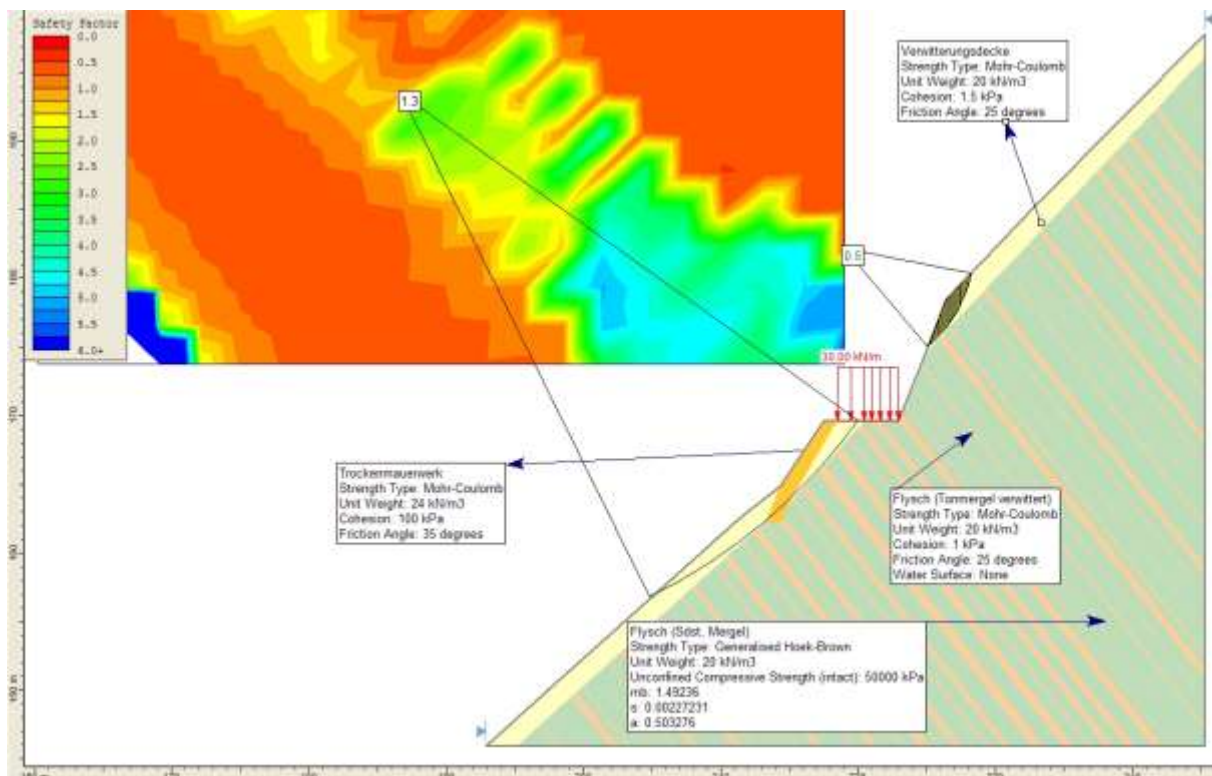 Safety Factor
0.0
0.5
1.0
1.5
2.0
2.5
3.0
3.5
4.0
4.5
5.0
5.5
6.0+
1.3
Verwitterungsdecke
Strength Type: Mohr-Coulomb
Unit Weight: 20 kN/m3
Cohesion: 1.5 kPa
Friction Angle: 25 degrees
0.5
30.00 kN/m
Trockenmauerwerk
Strength Type: Mohr-Coulomb
Unit Weight: 24 kN/m3
Cohesion: 100 kPa
Friction Angle: 35 degrees
Flysch (Tonmergel verwittert)
Strength Type: Mohr-Coulomb
Unit Weight: 20 kN/m3
Cohesion: 1 kPa
Friction Angle: 25 degrees
Water Surface: None
Flysch (Sdst, Mergel)
Strength Type: Generalised Hoek-Brown
Unit Weight: 20 kN/m3
Unconfined Compressive Strength (intact): 50000 kPa
mb: 1.49236
s: 0.00227231
a: 0.503276